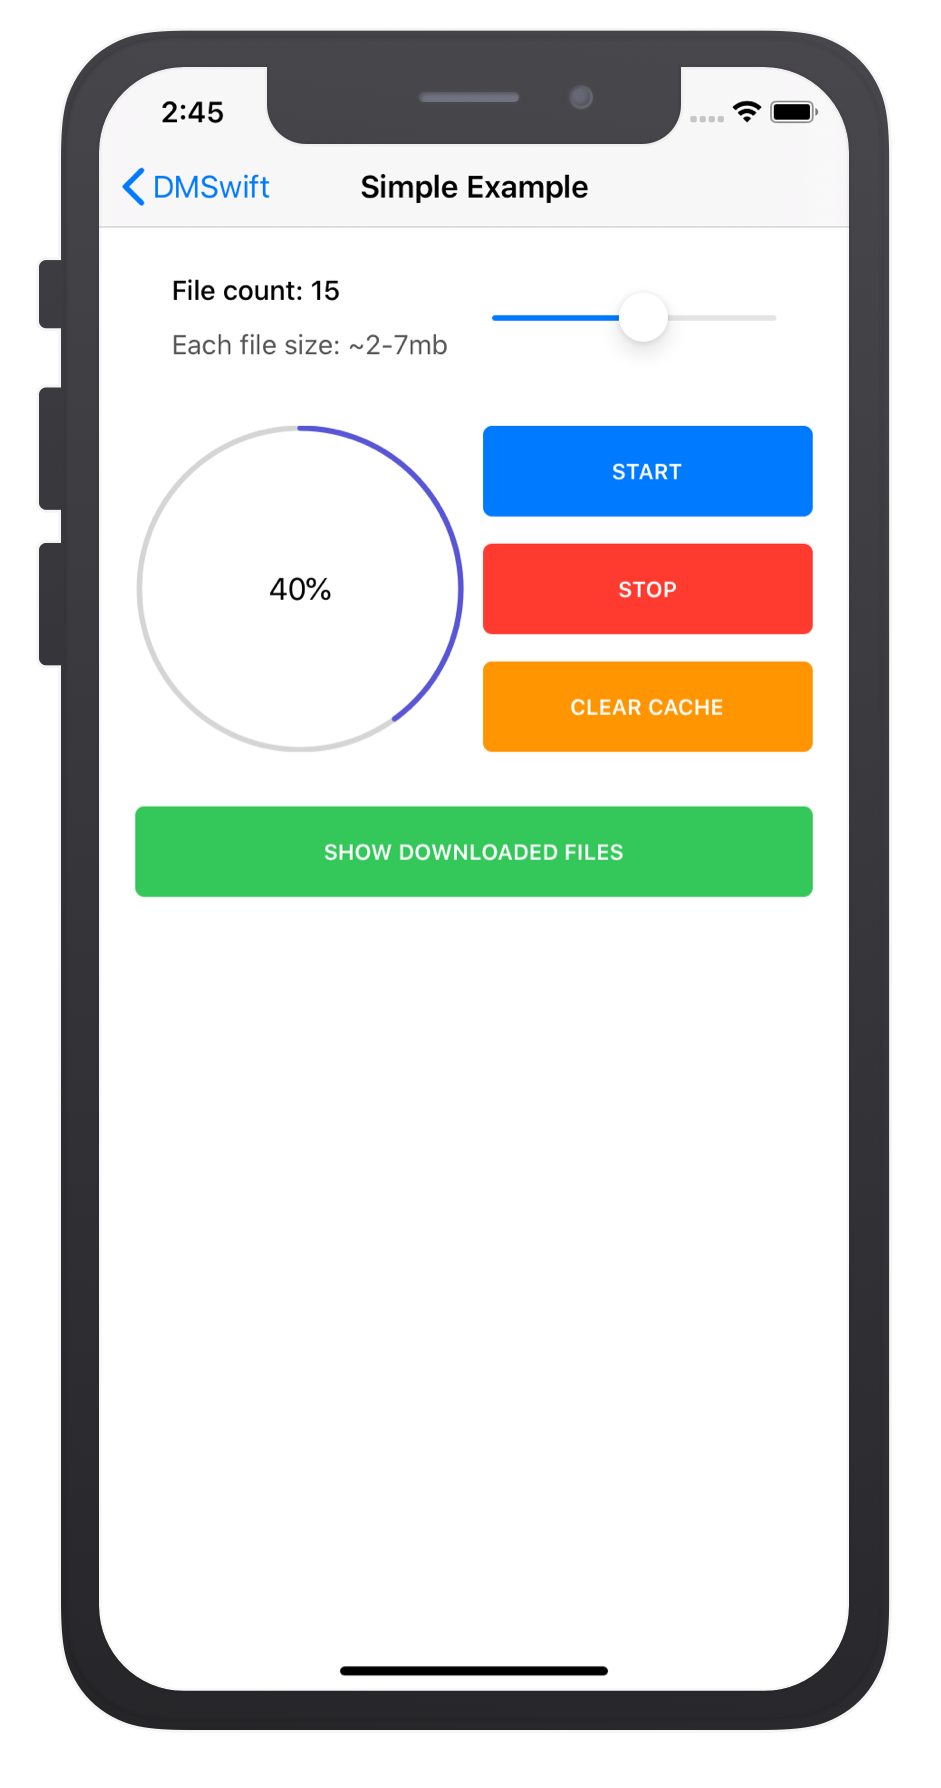 2:45
DMSwift
Simple Example
File count: 15
Each file size: ~2-7mb
40%
START
STOP
CLEAR CACHE
SHOW DOWNLOADED FILES